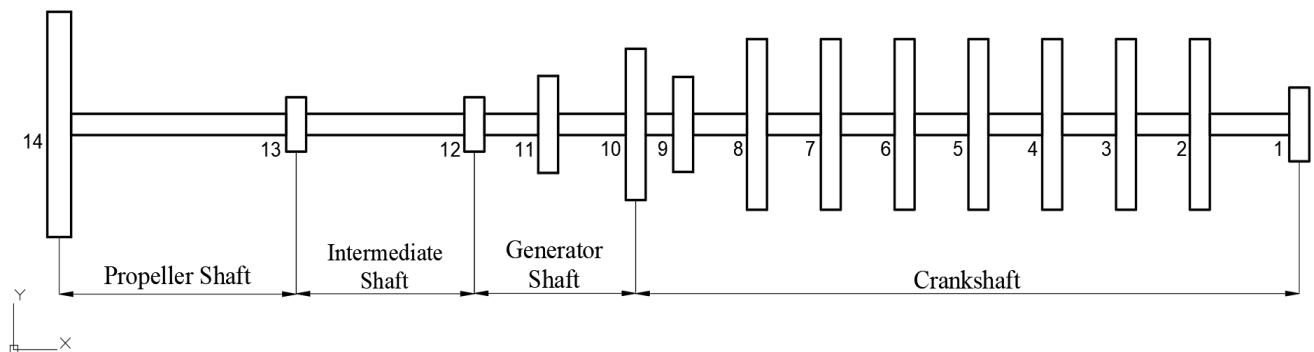 14
13
12
11
10
9
8
7
6
5
4
3
2
1
Propeller Shaft
Intermediate
Shaft
Generator
Shaft
Crankshaft
Y
X